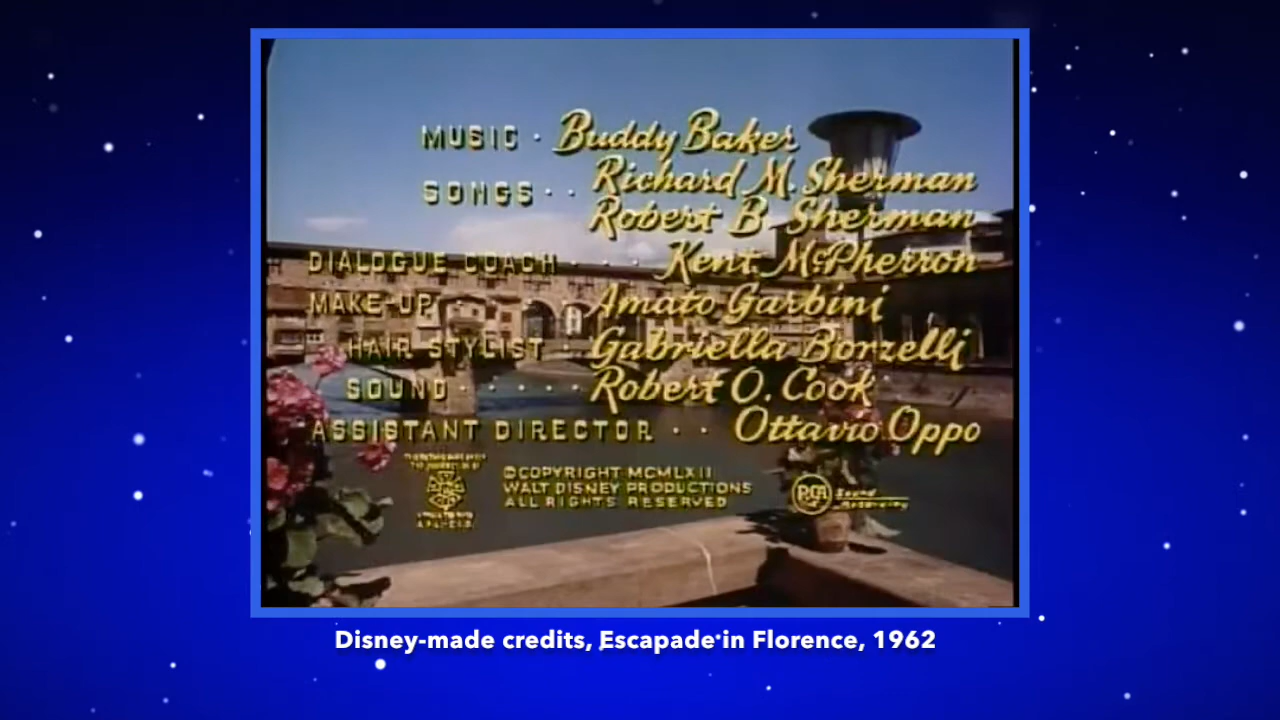 MUSIC · Buddy Baker
SONGS · · Richard M. Sherman
Robert B. Sherman
DIALOGUE COACH · · · Kent McPherron
MAKE-UP · · · · Amato Garbini
HAIR STYLIST · Gabriella Borzelli
SOUND · · · · · Robert O. Cook
ASSISTANT DIRECTOR · · Ottavio Oppo
©COPYRIGHT MCMLXII
WALT DISNEY PRODUCTIONS
ALL RIGHTS RESERVED
RCA Sound
Disney-made credits, Escapade in Florence, 1962